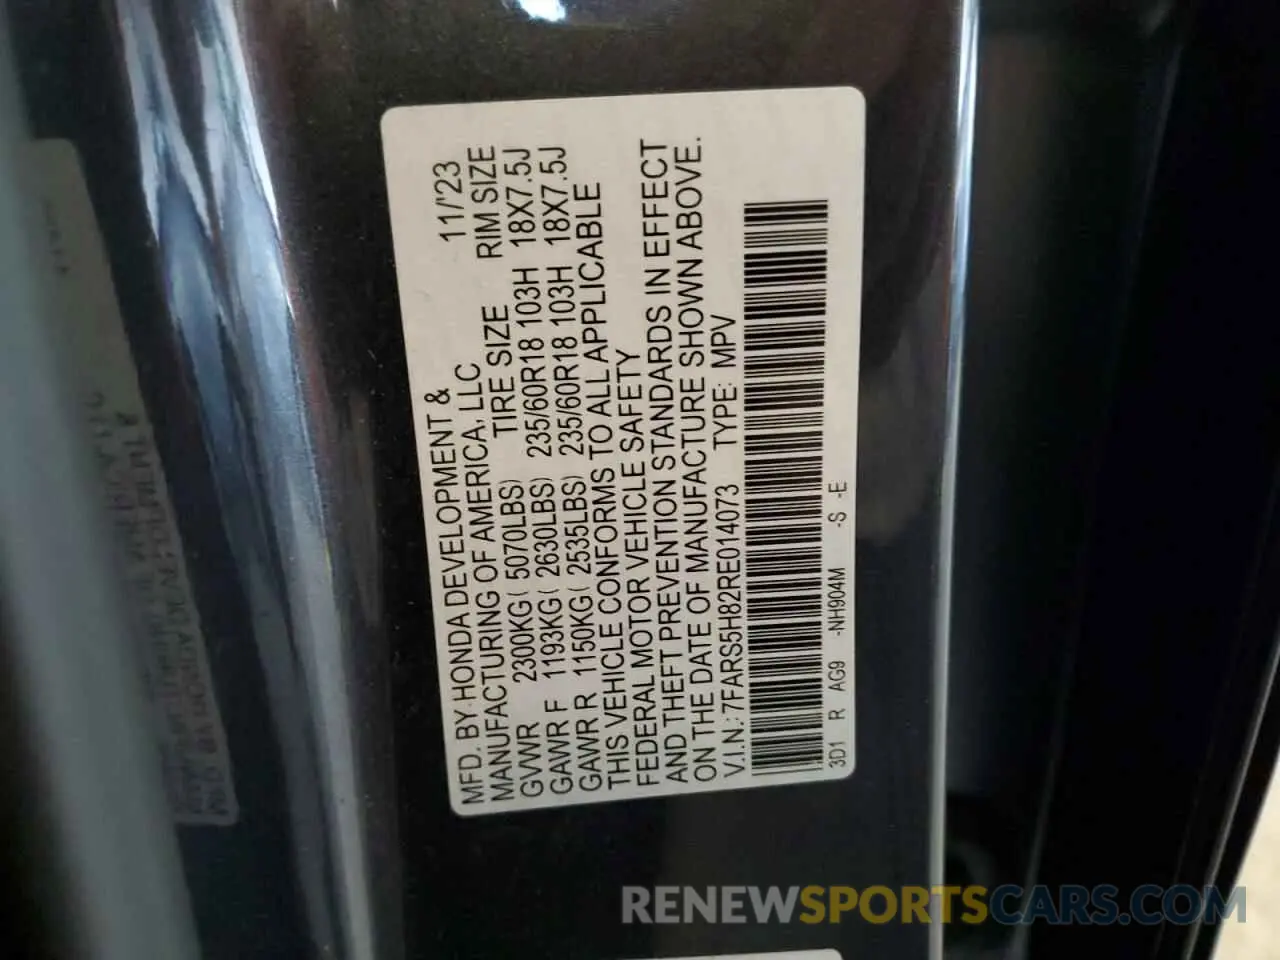 MFD. BY HONDA DEVELOPMENT & 11/'23
MANUFACTURING OF AMERICA, LLC
TIRE SIZE RIM SIZE
GVWR 2300KG( 5070LBS) 235/60R18 103H 18X7.5J
GAWR F 1193KG( 2630LBS) 235/60R18 103H 18X7.5J
GAWR R 1150KG( 2535LBS)
THIS VEHICLE CONFORMS TO ALL APPLICABLE
FEDERAL MOTOR VEHICLE SAFETY
AND THEFT PREVENTION STANDARDS IN EFFECT
ON THE DATE OF MANUFACTURE SHOWN ABOVE.
V.I.N.: 7FARS5H82RE014073 TYPE: MPV
3D1 R AG9 -NH904M -S -E
RENEWSPORTSCARS.COM